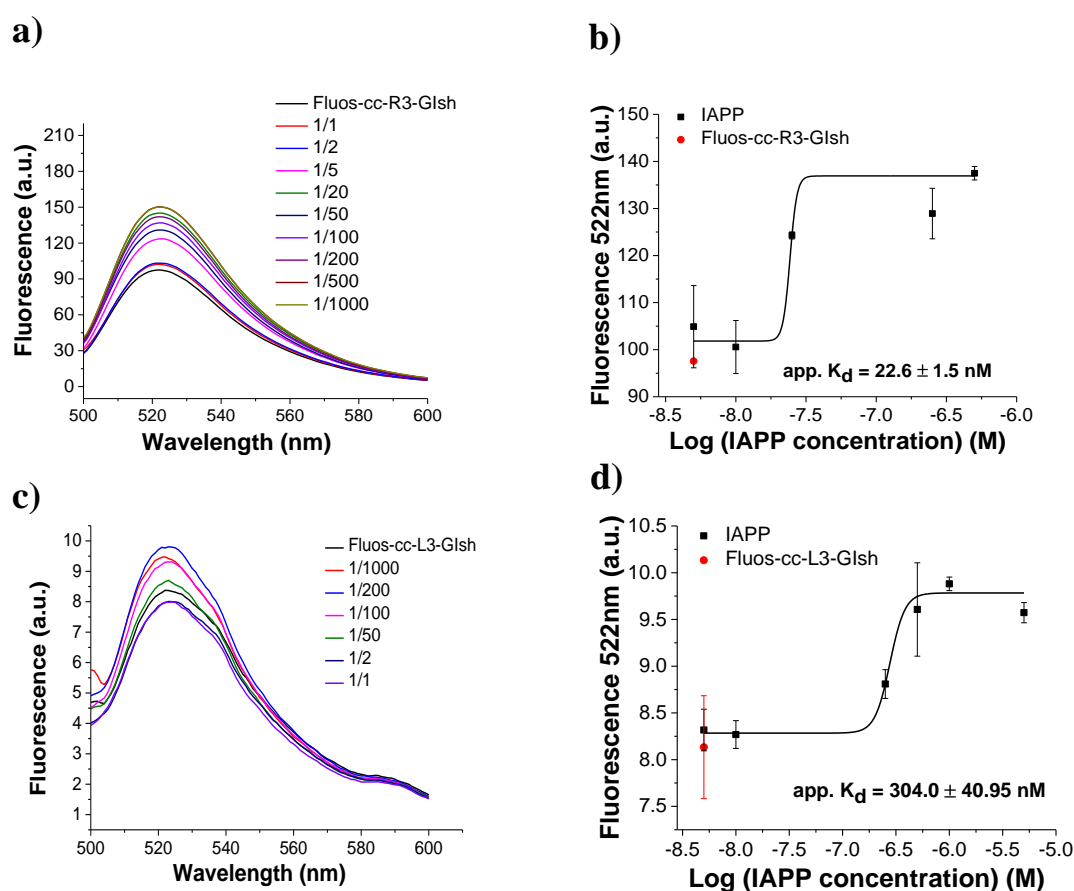 a)
Fluos-cc-R3-GIsh
1/1
1/2
1/5
1/20
1/50
1/100
1/200
1/500
1/1000
210
180
150
120
90
60
30
0
Fluorescence (a.u.)
500 520 540 560 580 600
Wavelength (nm)
b)
IAPP
Fluos-cc-R3-GIsh
150
140
130
120
110
100
90
Fluorescence 522nm (a.u.)
app. Kd = 22.6 ± 1.5 nM
-8.5 -8.0 -7.5 -7.0 -6.5 -6.0
Log (IAPP concentration) (M)
c)
Fluos-cc-L3-GIsh
1/1000
1/200
1/100
1/50
1/2
1/1
10
9
8
7
6
5
4
3
2
1
Fluorescence (a.u.)
500 520 540 560 580 600
Wavelength (nm)
d)
IAPP
Fluos-cc-L3-GIsh
10.5
10.0
9.5
9.0
8.5
8.0
7.5
Fluorescence 522nm (a.u.)
app. Kd = 304.0 ± 40.95 nM
-8.5 -8.0 -7.5 -7.0 -6.5 -6.0 -5.5 -5.0
Log (IAPP concentration) (M)